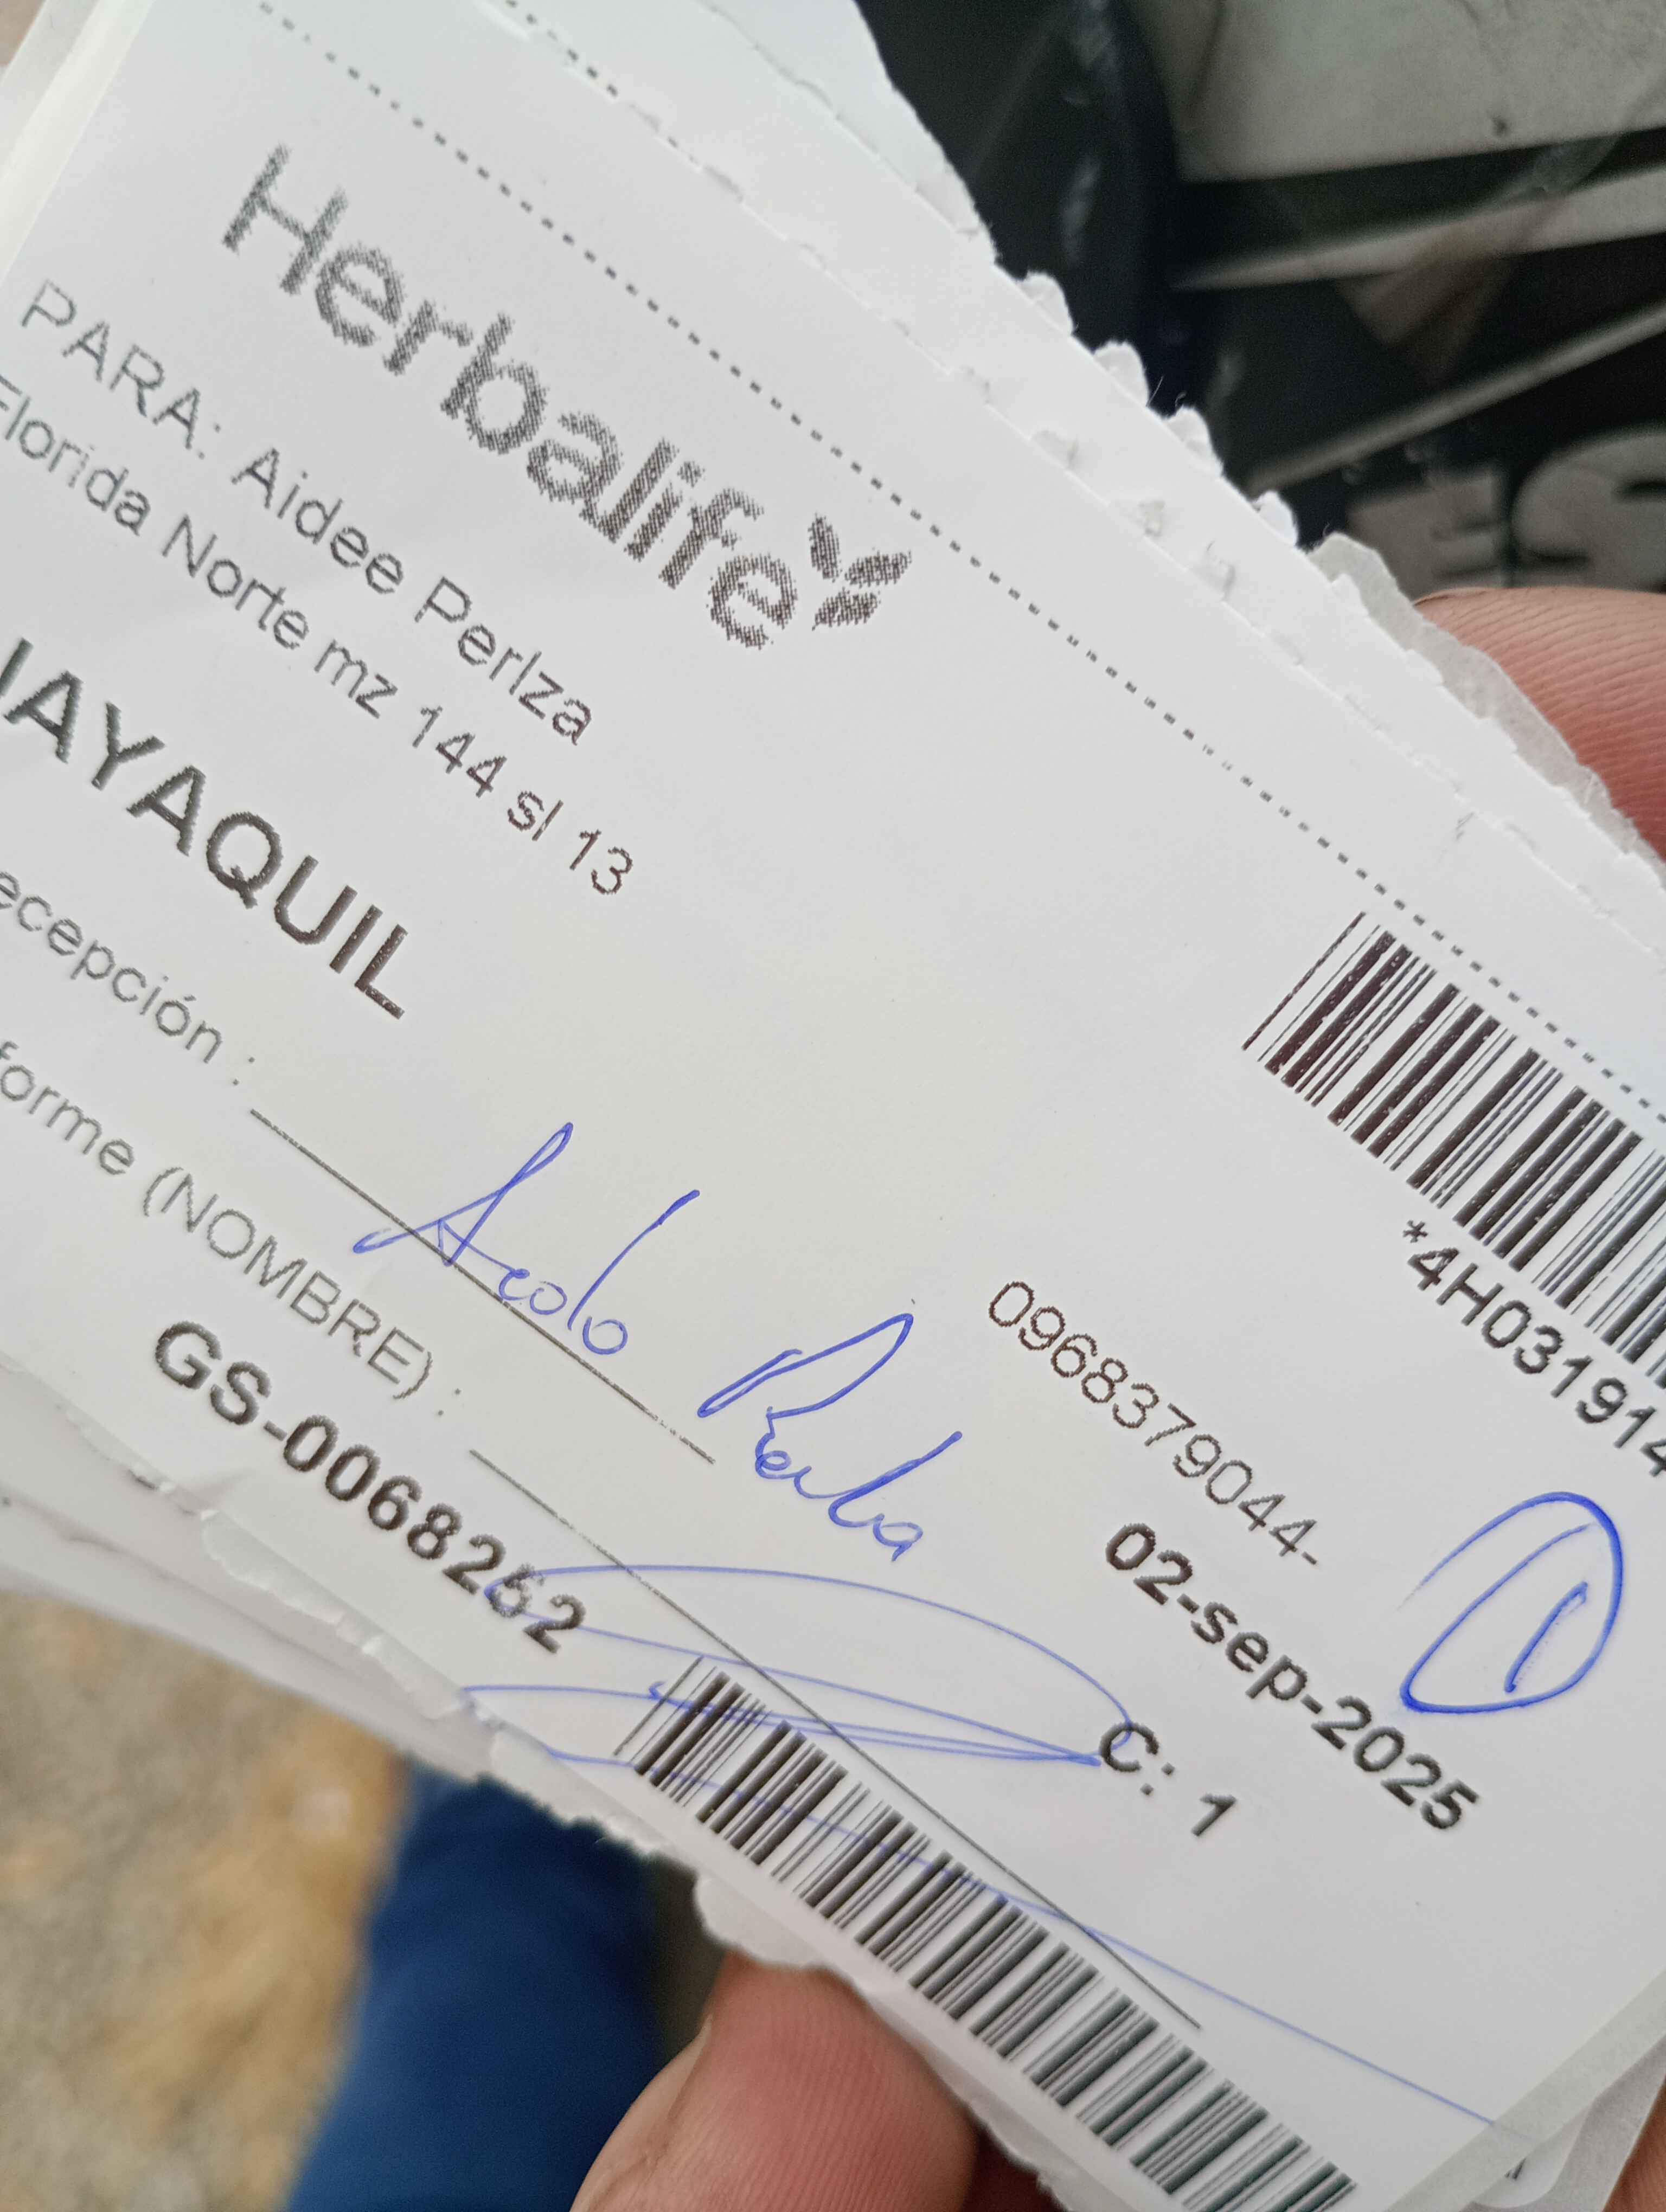 Herbalife
PARA: Aidee Perlza
Florida Norte mz 144 sl 13
*4H031914
IAYAQUIL
0968379044-
ecepción :
02-sep-2025
1
forme (NOMBRE) :
C: 1
GS-0068262